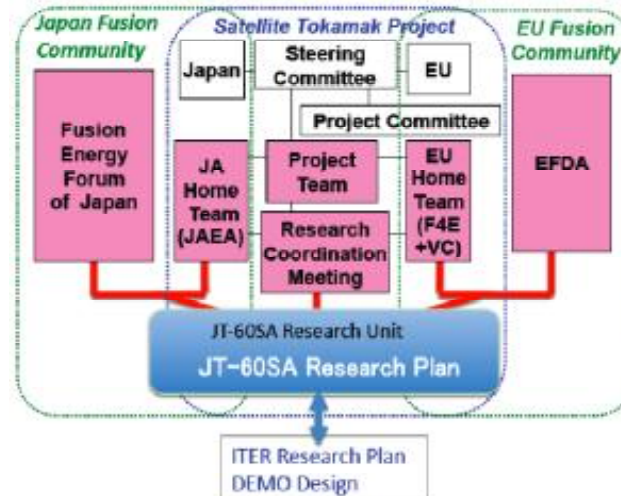 Japan Fusion
Community
Satellite Tokamak Project
EU Fusion
Community
Japan
Steering
Committee
EU
Project Committee
Fusion
Energy
Forum
of Japan
JA
Home
Team
(JAEA)
Project
Team
EU
Home
Team
(F4E
+VC)
EFDA
Research
Coordination
Meeting
JT-60SA Research Unit
JT-60SA Research Plan
ITER Research Plan
DEMO Design